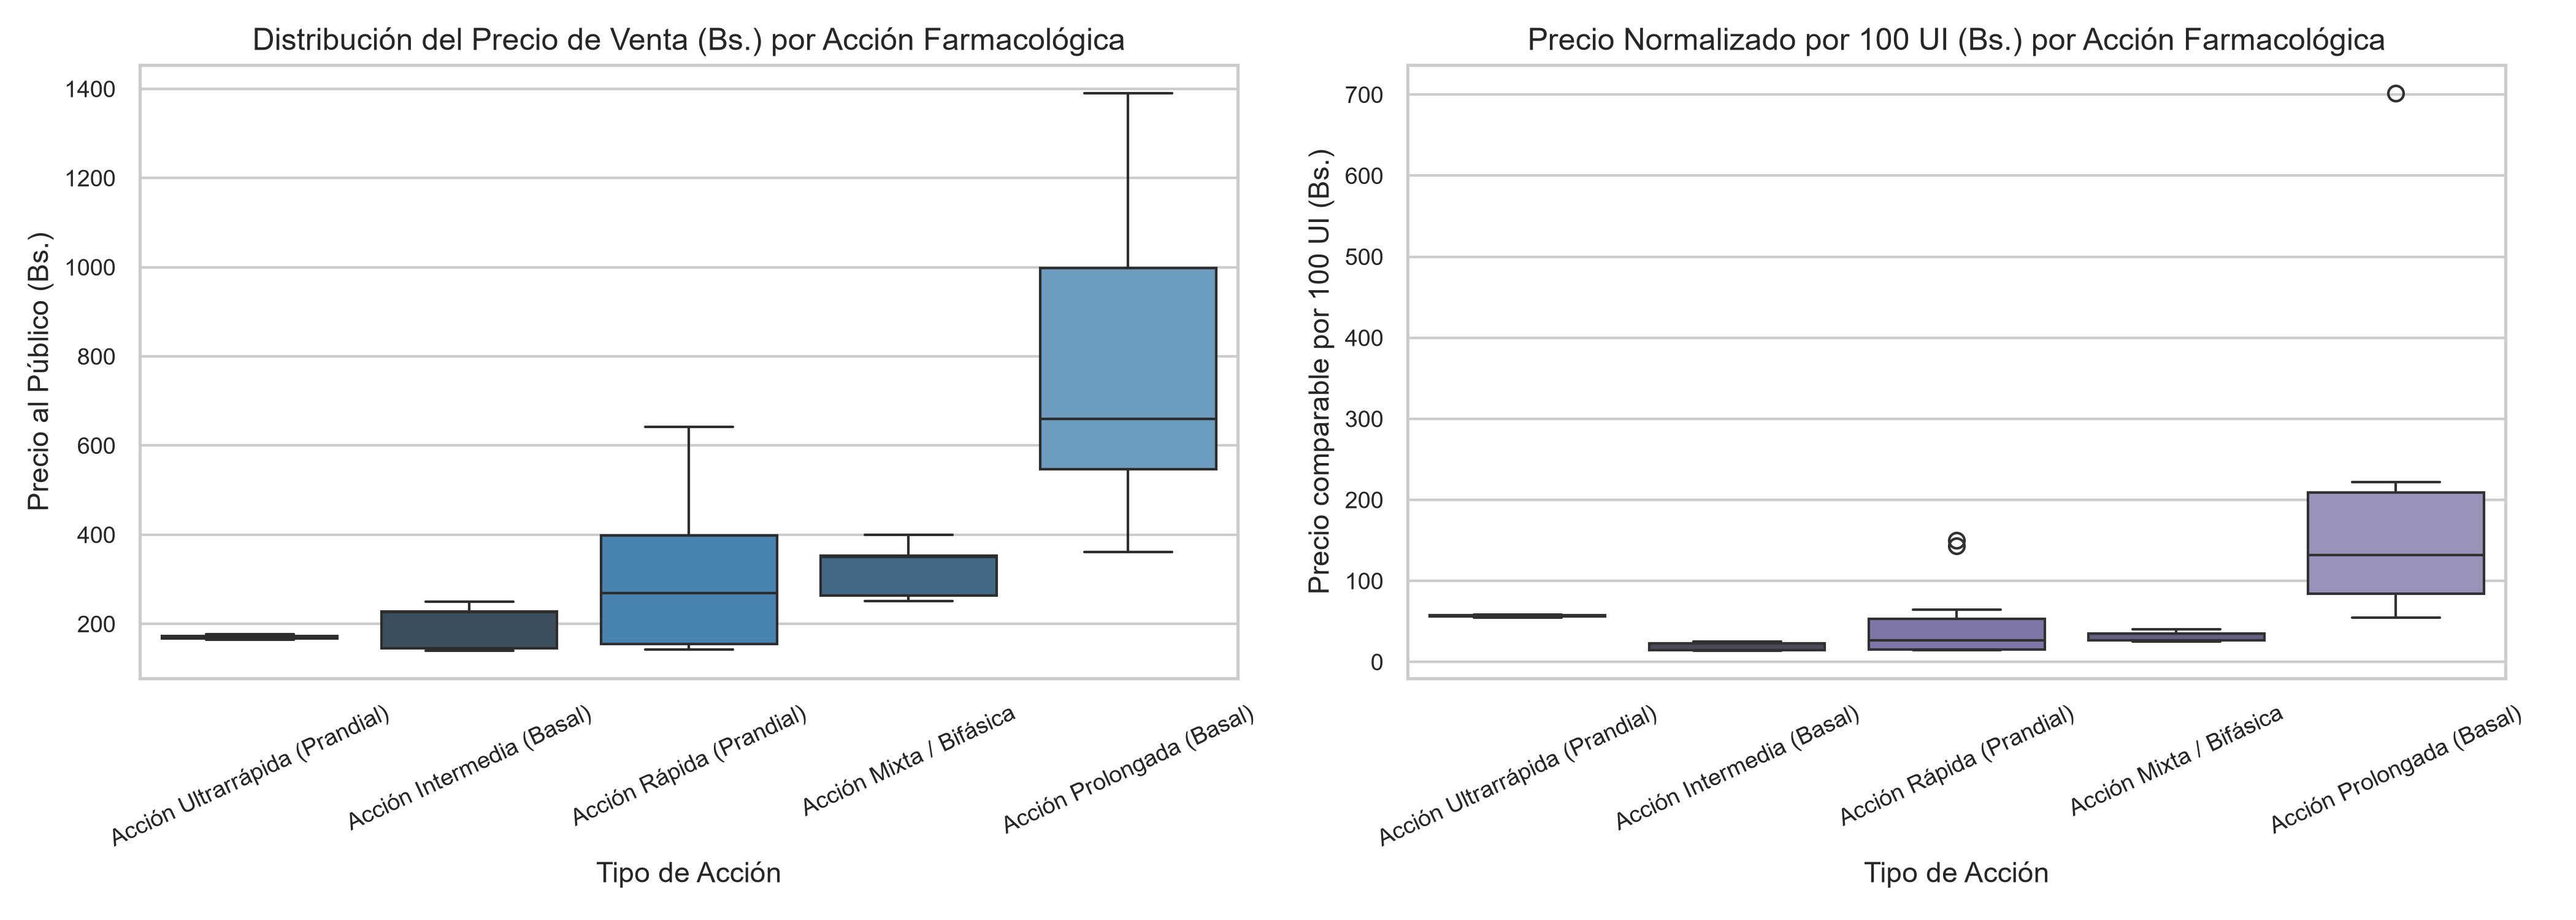 Distribución del Precio de Venta (Bs.) por Acción Farmacológica
Precio al Público (Bs.)
1400
1200
1000
800
600
400
200
Acción Ultrarrápida (Prandial)
Acción Intermedia (Basal)
Acción Rápida (Prandial)
Acción Mixta / Bifásica
Acción Prolongada (Basal)
Tipo de Acción
Precio Normalizado por 100 UI (Bs.) por Acción Farmacológica
Precio comparable por 100 UI (Bs.)
700
600
500
400
300
200
100
0
Acción Ultrarrápida (Prandial)
Acción Intermedia (Basal)
Acción Rápida (Prandial)
Acción Mixta / Bifásica
Acción Prolongada (Basal)
Tipo de Acción